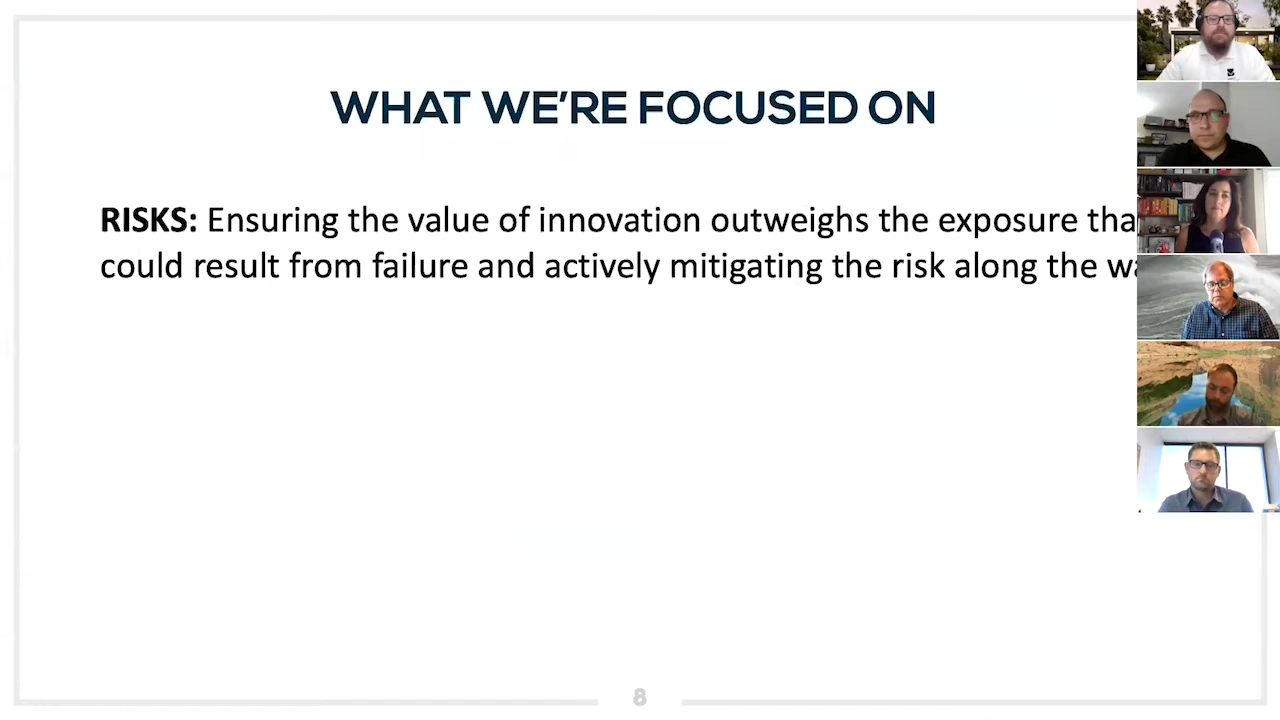 WHAT WE'RE FOCUSED ON
RISKS: Ensuring the value of innovation outweighs the exposure tha
could result from failure and actively mitigating the risk along the wa
8